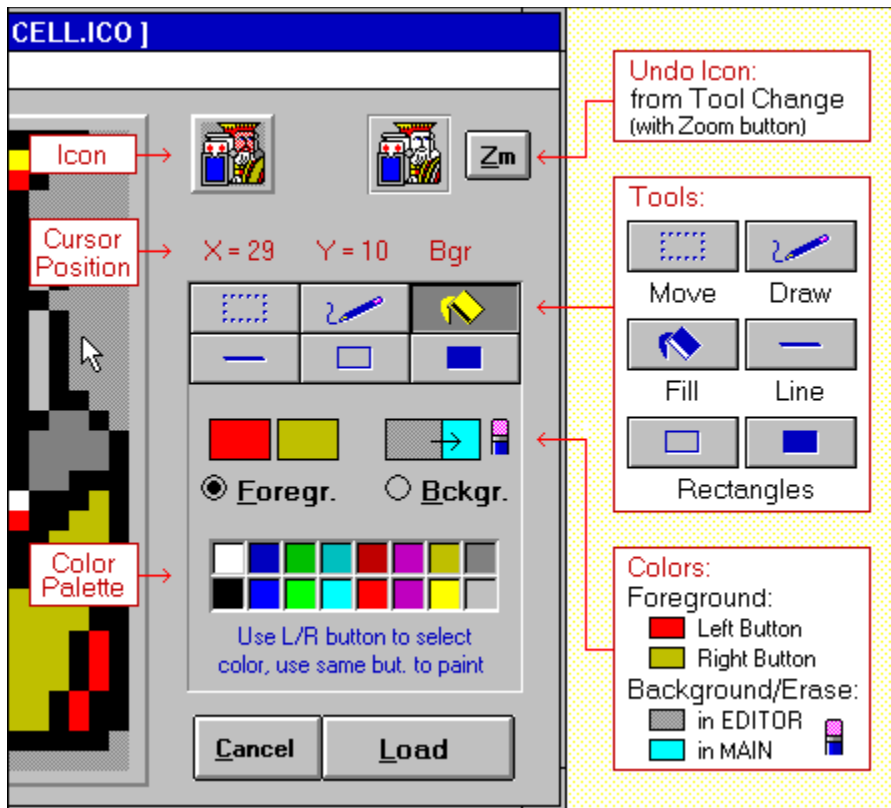 CELL.ICO ]
Icon
Zm
Cursor
Position
X = 29 Y = 10 Bgr
Foregr. Bckgr.
Color
Palette
Use L/R button to select
color, use same but. to paint
Cancel Load
Undo Icon:
from Tool Change
(with Zoom button)
Tools:
Move Draw
Fill Line
Rectangles
Colors:
Foreground:
Left Button
Right Button
Background/Erase:
in EDITOR
in MAIN